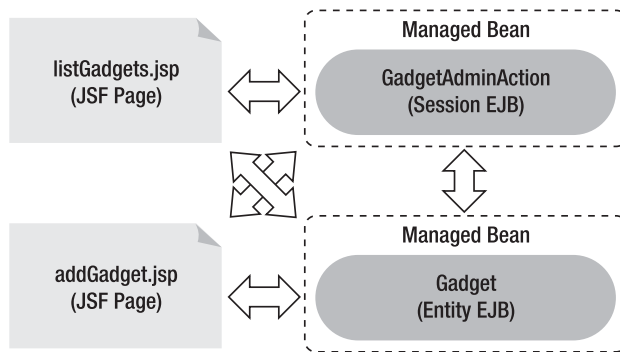 listGadgets.jsp
(JSF Page)
Managed Bean
GadgetAdminAction
(Session EJB)
addGadget.jsp
(JSF Page)
Managed Bean
Gadget
(Entity EJB)